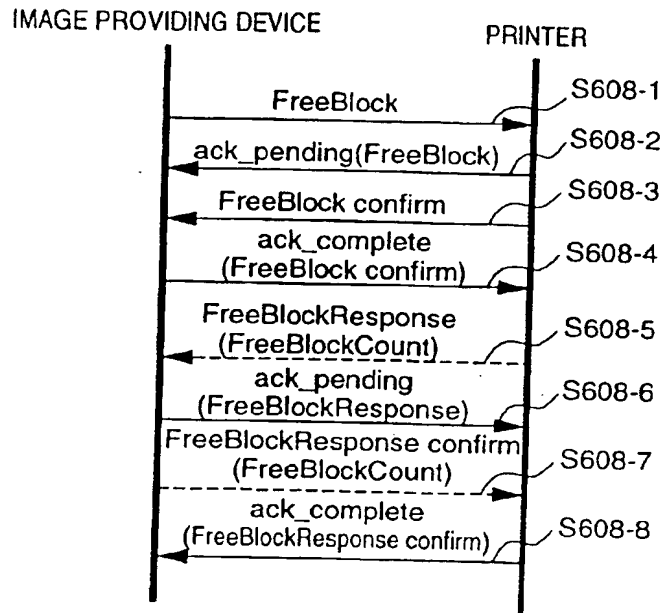 IMAGE PROVIDING DEVICE
PRINTER
FreeBlock
S608-1
ack_pending(FreeBlock)
S608-2
FreeBlock confirm
S608-3
ack_complete
(FreeBlock confirm)
S608-4
FreeBlockResponse
(FreeBlockCount)
S608-5
ack_pending
(FreeBlockResponse)
S608-6
FreeBlockResponse confirm
(FreeBlockCount)
S608-7
ack_complete
(FreeBlockResponse confirm)
S608-8